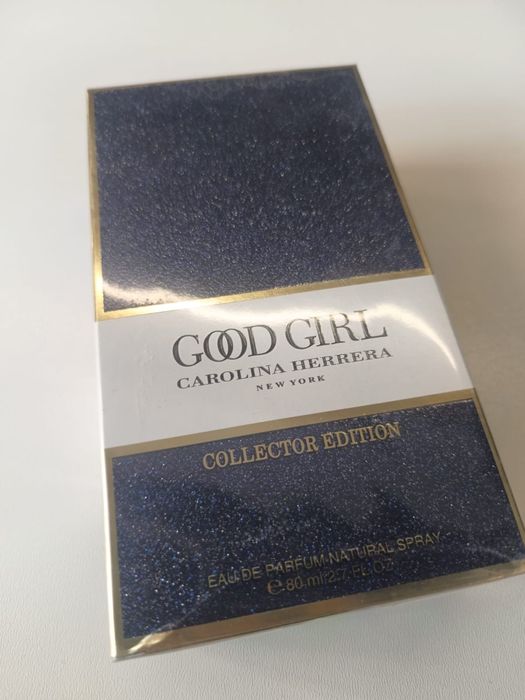 GOOD GIRL
CAROLINA HERRERA
NEW YORK
COLLECTOR EDITION
EAU DE PARFUM NATURAL SPRAY
℮ 80 ml 2.7 FL.OZ